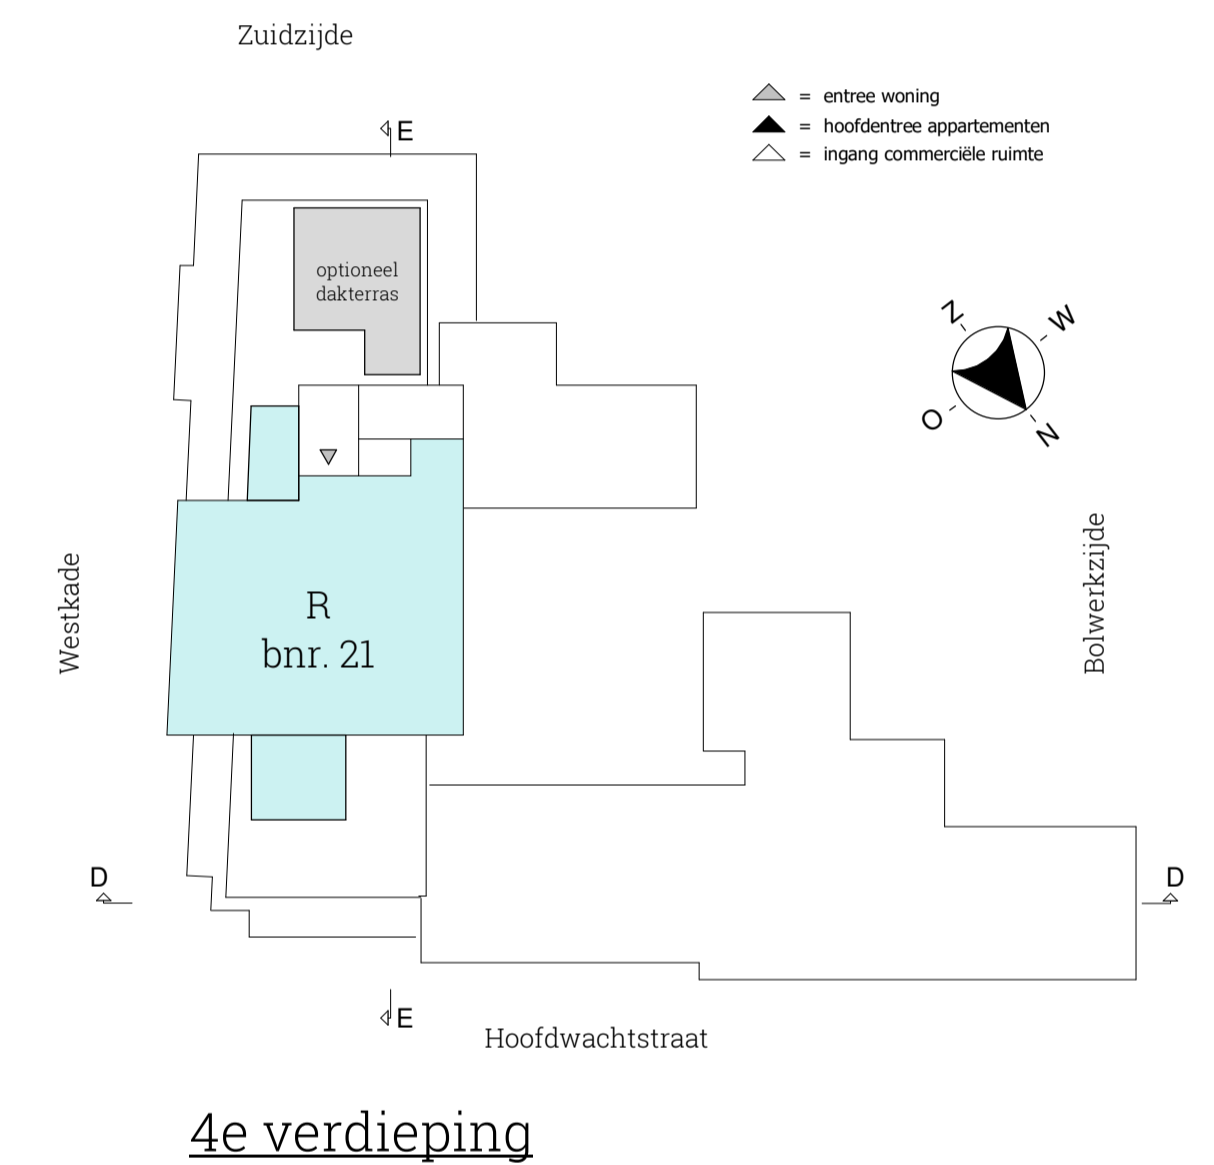 Zuidzijde
= entree woning
= hoofdentree appartementen
= ingang commerciële ruimte
E
optioneel
dakterras
Z
W
O
N
Westkade
R
bnr. 21
Bolwerkzijde
D
D
E
Hoofdwachtstraat
4e verdieping